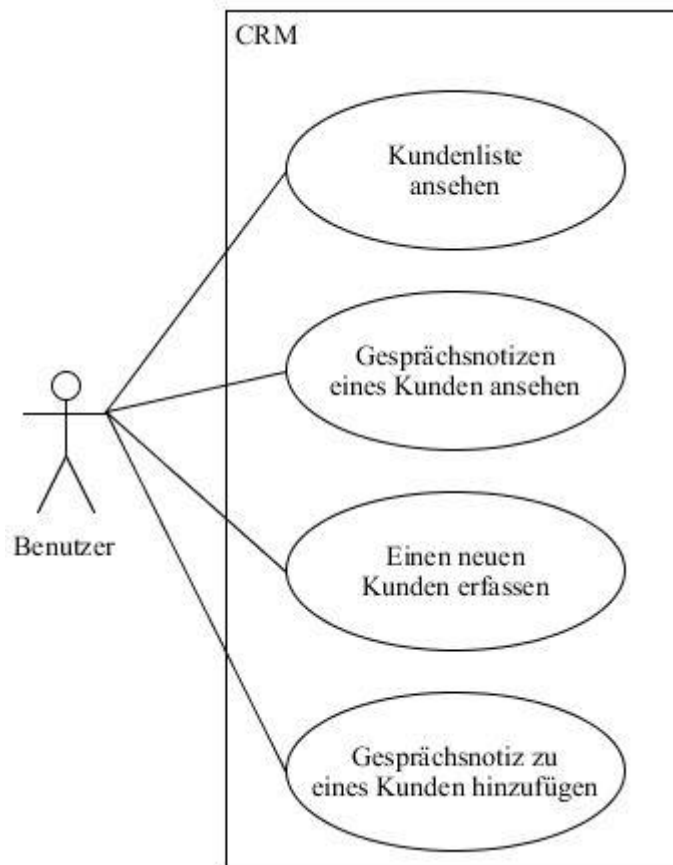 CRM
Kundenliste
ansehen
Gesprächsnotizen
eines Kunden ansehen
Benutzer
Einen neuen
Kunden erfassen
Gesprächsnotiz zu
eines Kunden hinzufügen